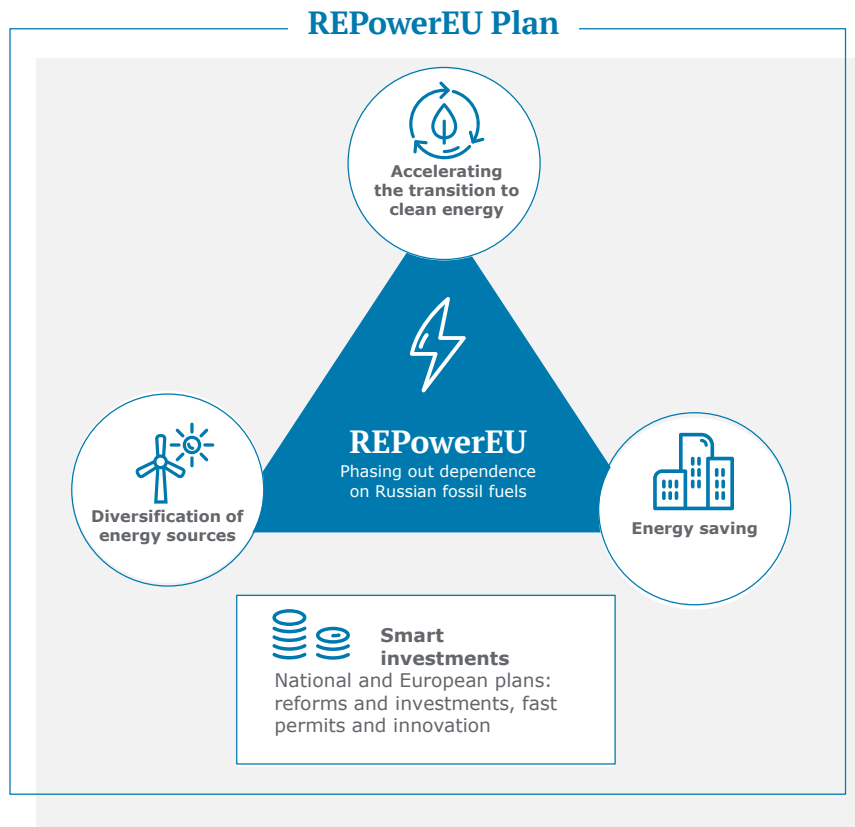 REPowerEU Plan
Accelerating
the transition to
clean energy
REPowerEU
Phasing out dependence
on Russian fossil fuels
Diversification of
energy sources
Energy saving
Smart
investments
National and European plans:
reforms and investments, fast
permits and innovation